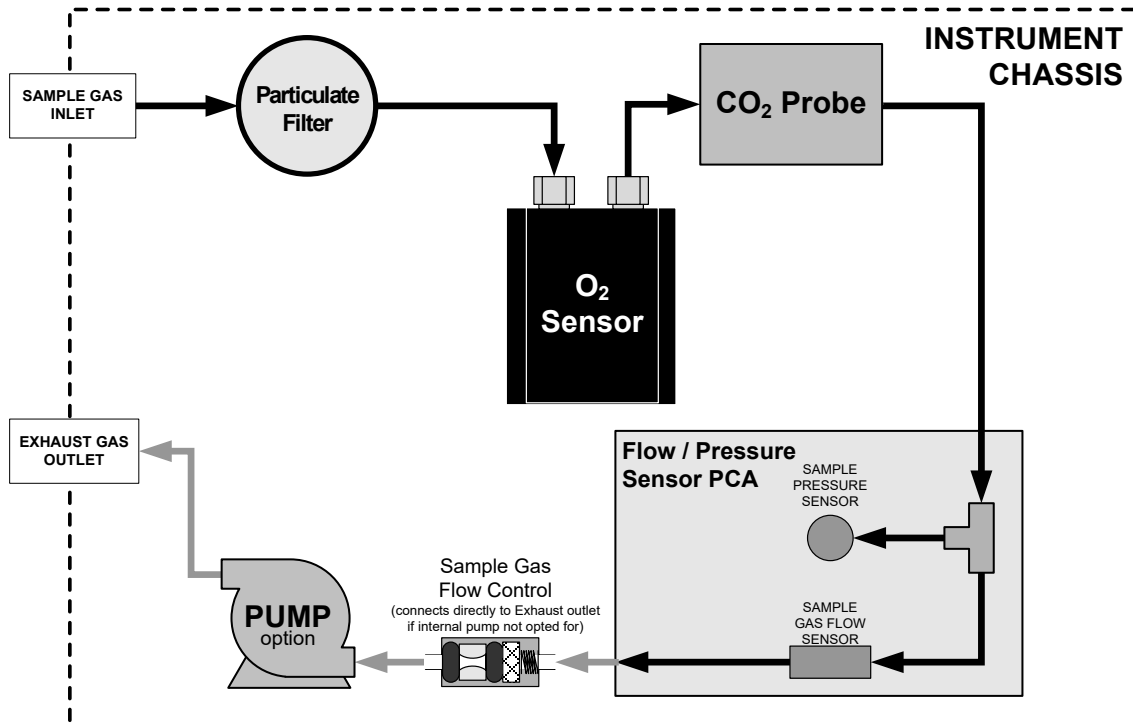 INSTRUMENT
CHASSIS
SAMPLE GAS
INLET
Particulate
Filter
CO₂ Probe
O₂
Sensor
EXHAUST GAS
OUTLET
Flow / Pressure
Sensor PCA
SAMPLE
PRESSURE
SENSOR
Sample Gas
Flow Control
(connects directly to Exhaust outlet
if internal pump not opted for)
PUMP
option
SAMPLE
GAS FLOW
SENSOR